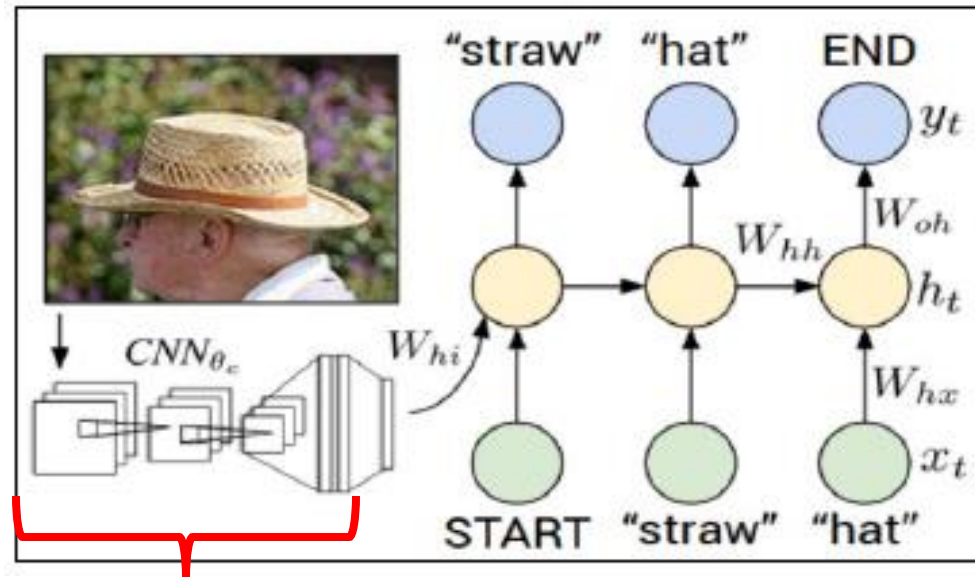 “straw” “hat” END
y_t
W_oh
W_hh
h_t
CNN_θc
W_hi
W_hx
x_t
START “straw” “hat”